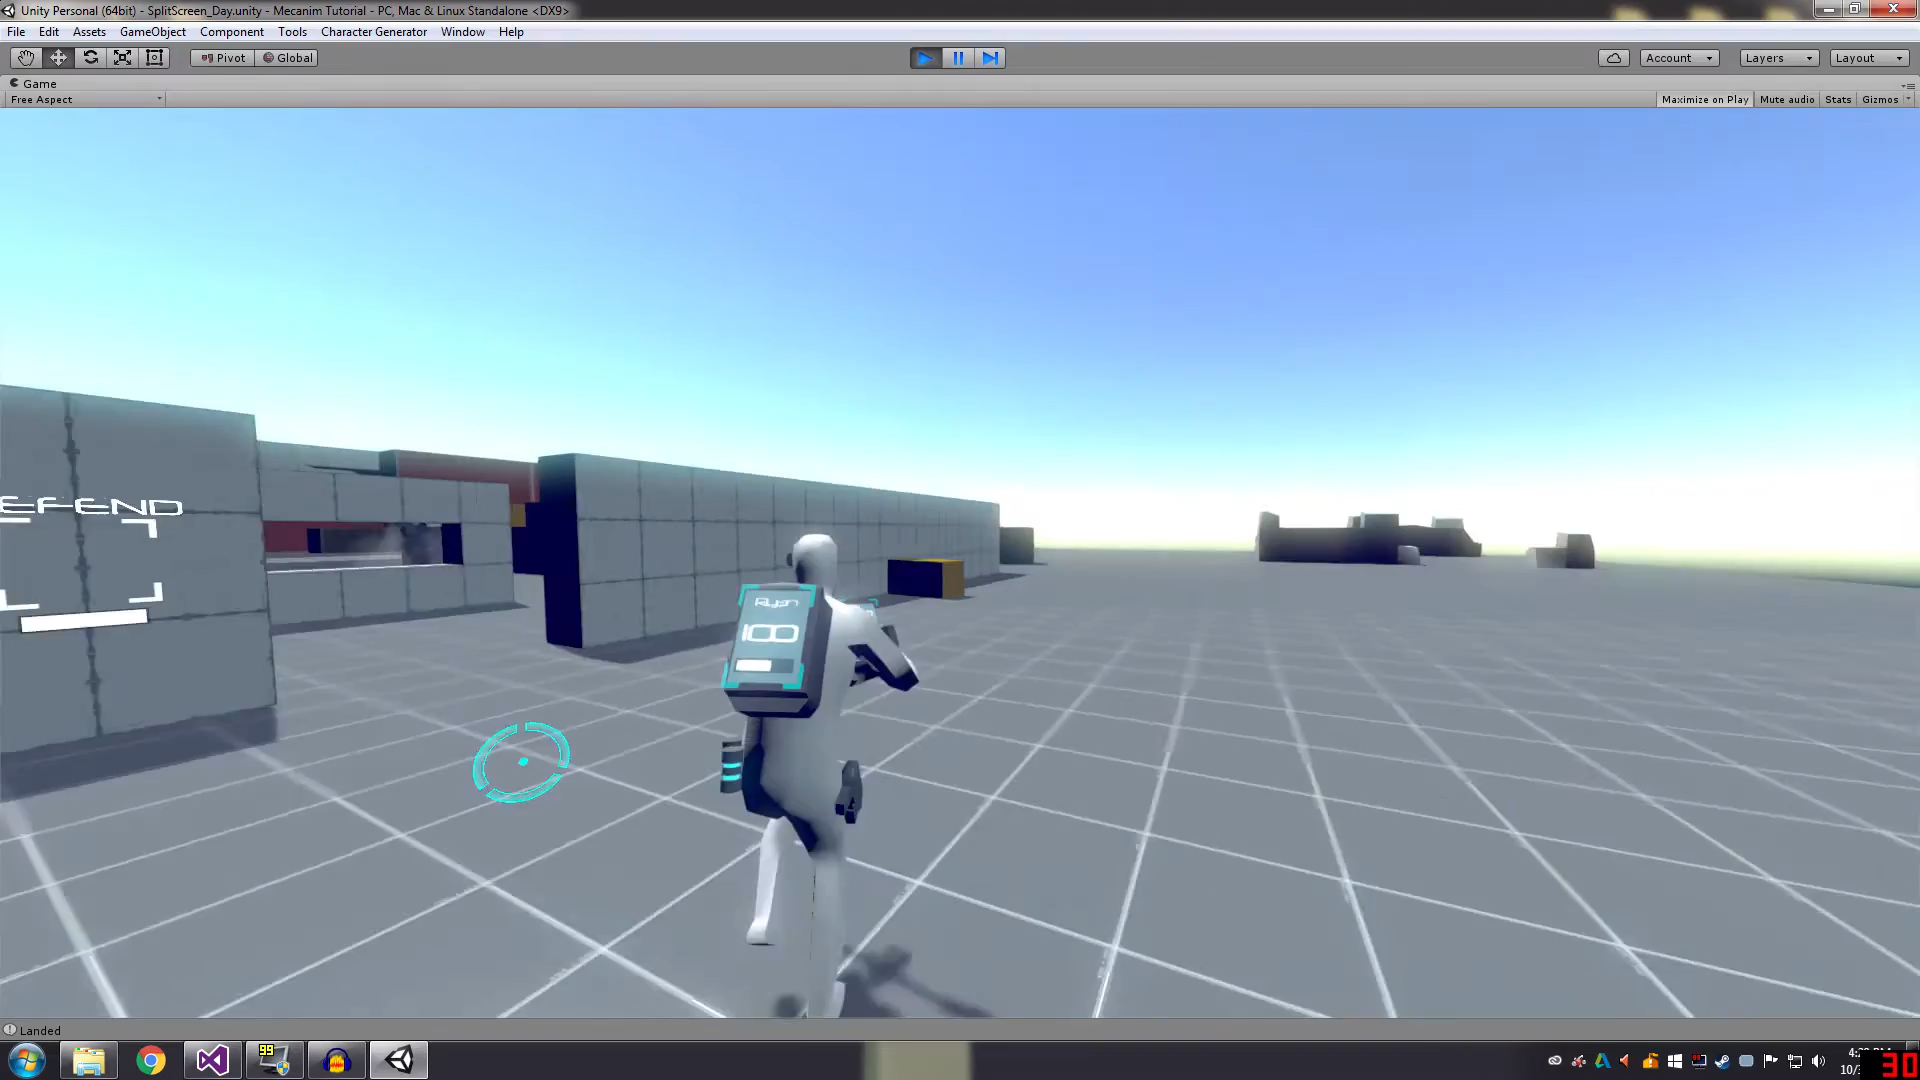 Unity Personal (64bit) - SplitScreen_Day.unity - Mecanim Tutorial - PC, Mac & Linux Standalone <DX9>
File Edit Assets GameObject Component Tools Character Generator Window Help
Pivot Global Account Layers Layout
Game
Free Aspect Maximize on Play Mute audio Stats Gizmos
EFEND
Ryan
100
Landed
99
30